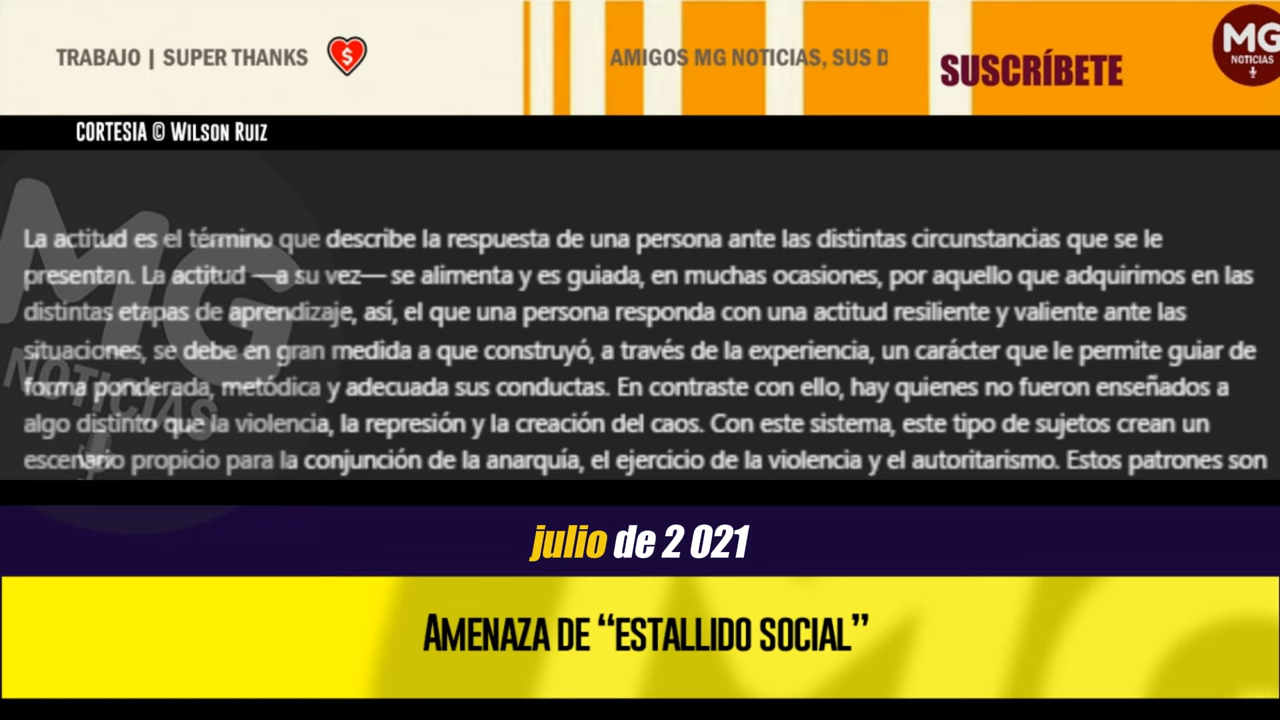 TRABAJO | SUPER THANKS
$
AMIGOS MG NOTICIAS, SUS D
SUSCRÍBETE
MG
NOTICIAS
CORTESIA © WILSON RUIZ
La actitud es el término que describe la respuesta de una persona ante las distintas circunstancias que se le
presentan. La actitud —a su vez— se alimenta y es guiada, en muchas ocasiones, por aquello que adquirimos en las
distintas etapas de aprendizaje, así, el que una persona responda con una actitud resiliente y valiente ante las
situaciones, se debe en gran medida a que construyó, a través de la experiencia, un carácter que le permite guiar de
forma ponderada, metódica y adecuada sus conductas. En contraste con ello, hay quienes no fueron enseñados a
algo distinto que la violencia, la represión y la creación del caos. Con este sistema, este tipo de sujetos crean un
escenario propicio para la conjunción de la anarquía, el ejercicio de la violencia y el autoritarismo. Estos patrones son
MG
NOTICIAS
julio de 2 021
AMENAZA DE “ESTALLIDO SOCIAL”